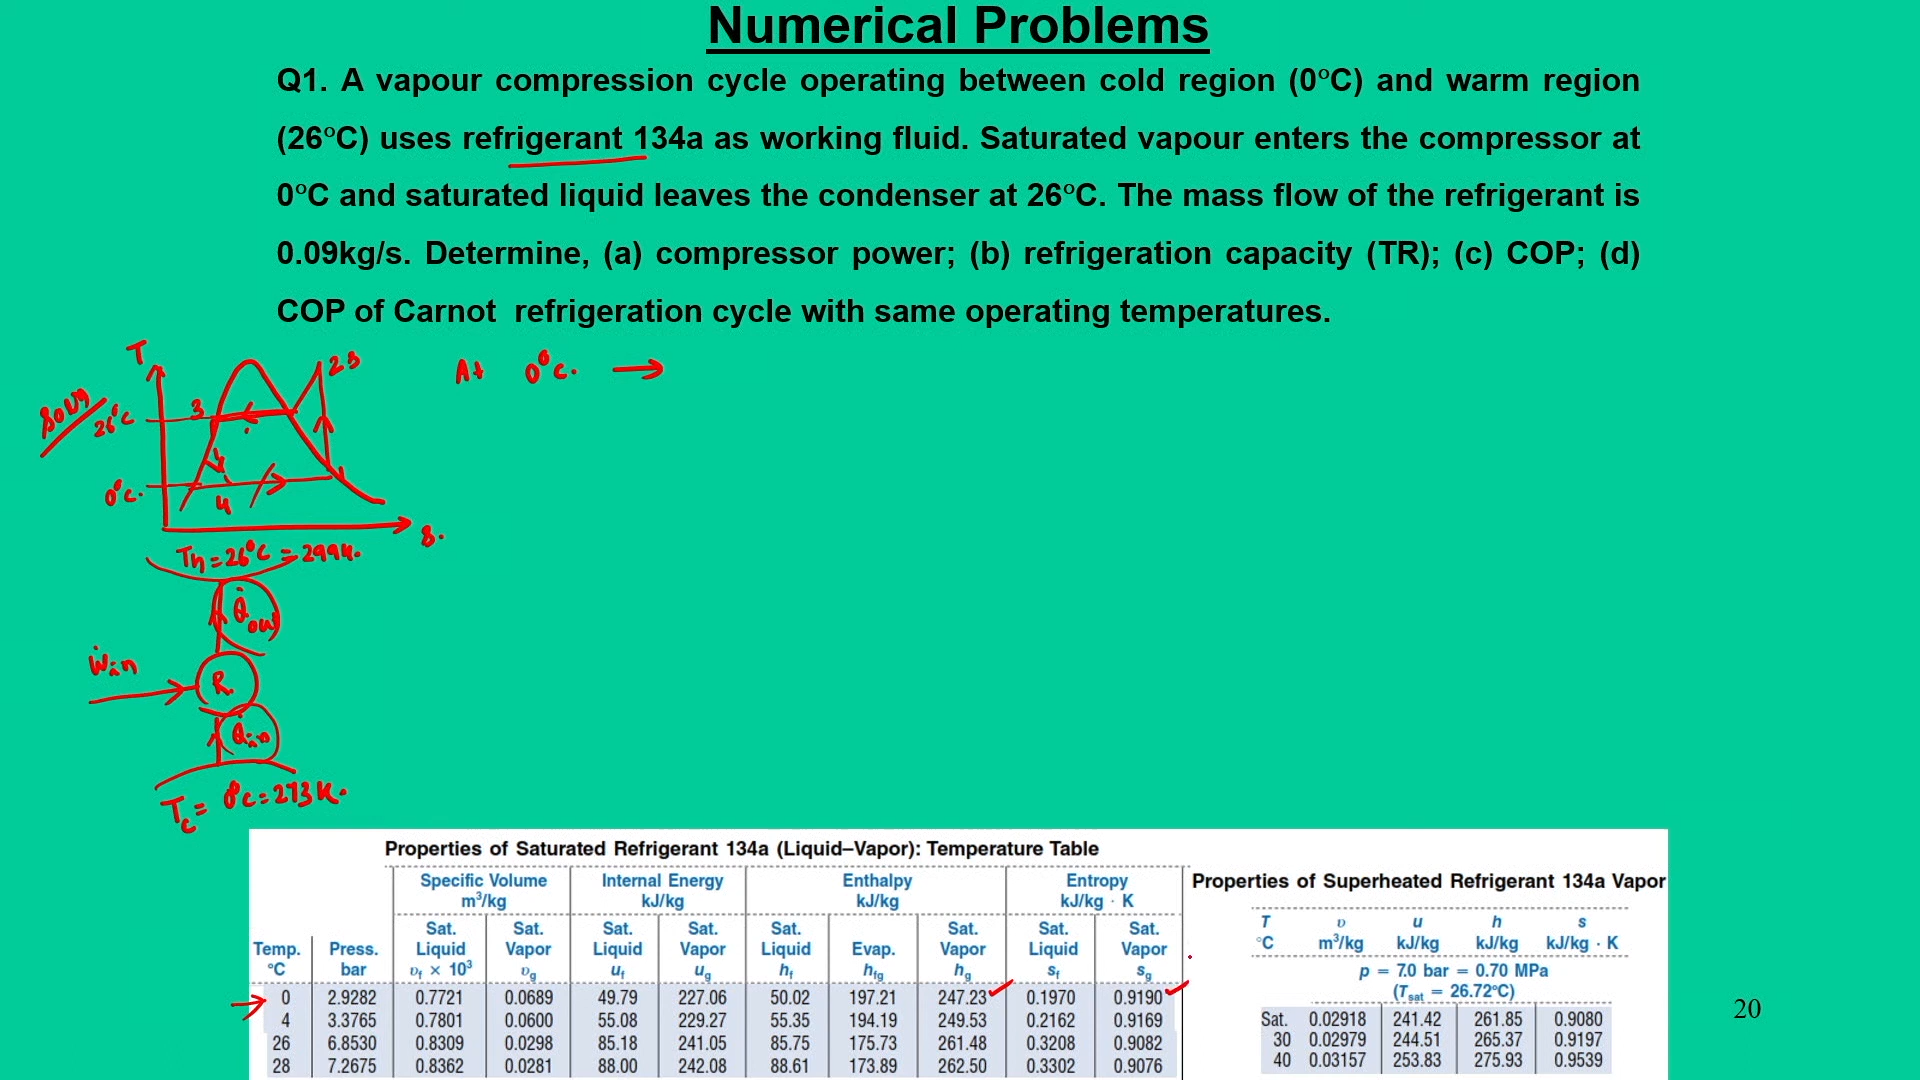 Numerical Problems
Q1. A vapour compression cycle operating between cold region (0°C) and warm region
(26°C) uses refrigerant 134a as working fluid. Saturated vapour enters the compressor at
0°C and saturated liquid leaves the condenser at 26°C. The mass flow of the refrigerant is
0.09kg/s. Determine, (a) compressor power; (b) refrigeration capacity (TR); (c) COP; (d)
COP of Carnot refrigeration cycle with same operating temperatures.
T
2s
At 0°C. →
Solⁿ
26°C
3
0°C.
4
s.
TH = 26°C = 299K.
Q̇out
Ẇin
R
Q̇in
Tc = 0°C = 273K.
Properties of Saturated Refrigerant 134a (Liquid–Vapor): Temperature Table
Specific Volume Internal Energy Enthalpy Entropy
m³/kg kJ/kg kJ/kg kJ/kg · K
Sat. Sat. Sat. Sat. Sat. Sat. Sat. Sat.
Temp. Press. Liquid Vapor Liquid Vapor Liquid Evap. Vapor Liquid Vapor
°C bar vf × 10³ vg uf ug hf hfg hg sf sg
0 2.9282 0.7721 0.0689 49.79 227.06 50.02 197.21 247.23 0.1970 0.9190
4 3.3765 0.7801 0.0600 55.08 229.27 55.35 194.19 249.53 0.2162 0.9169
26 6.8530 0.8309 0.0298 85.18 241.05 85.75 175.73 261.48 0.3208 0.9082
28 7.2675 0.8362 0.0281 88.00 242.08 88.61 173.89 262.50 0.3302 0.9076
Properties of Superheated Refrigerant 134a Vapor
T v u h s
°C m³/kg kJ/kg kJ/kg kJ/kg · K
p = 7.0 bar = 0.70 MPa
(Tsat = 26.72°C)
Sat. 0.02918 241.42 261.85 0.9080
30 0.02979 244.51 265.37 0.9197
40 0.03157 253.83 275.93 0.9539
20